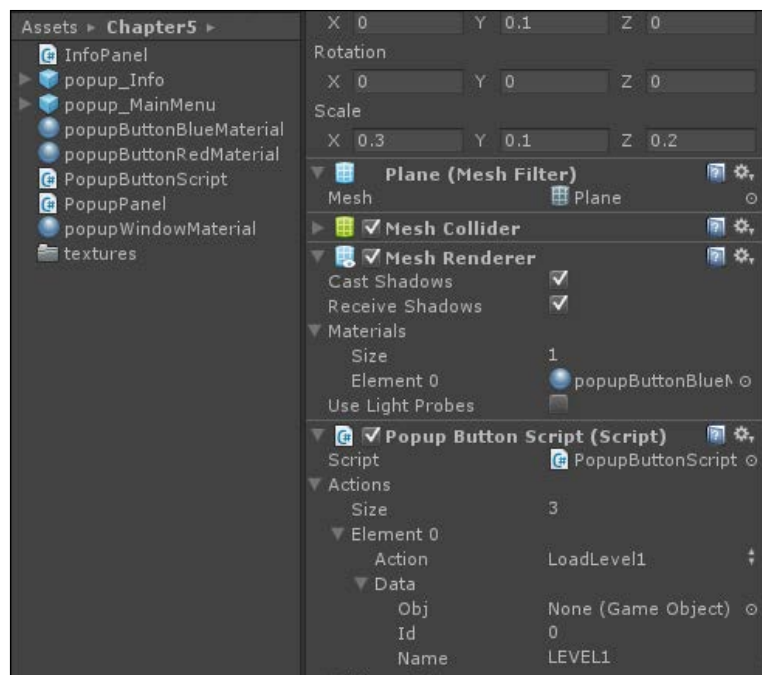 Assets ▸ Chapter5 ▸
InfoPanel
popup_Info
popup_MainMenu
popupButtonBlueMaterial
popupButtonRedMaterial
PopupButtonScript
PopupPanel
popupWindowMaterial
textures
X 0 Y 0.1 Z 0
Rotation
X 0 Y 0 Z 0
Scale
X 0.3 Y 0.1 Z 0.2
Plane (Mesh Filter)
Mesh Plane
Mesh Collider
Mesh Renderer
Cast Shadows
Receive Shadows
Materials
Size 1
Element 0 popupButtonBlueM
Use Light Probes
Popup Button Script (Script)
Script PopupButtonScript
Actions
Size 3
Element 0
Action LoadLevel1
Data
Obj None (Game Object)
Id 0
Name LEVEL1